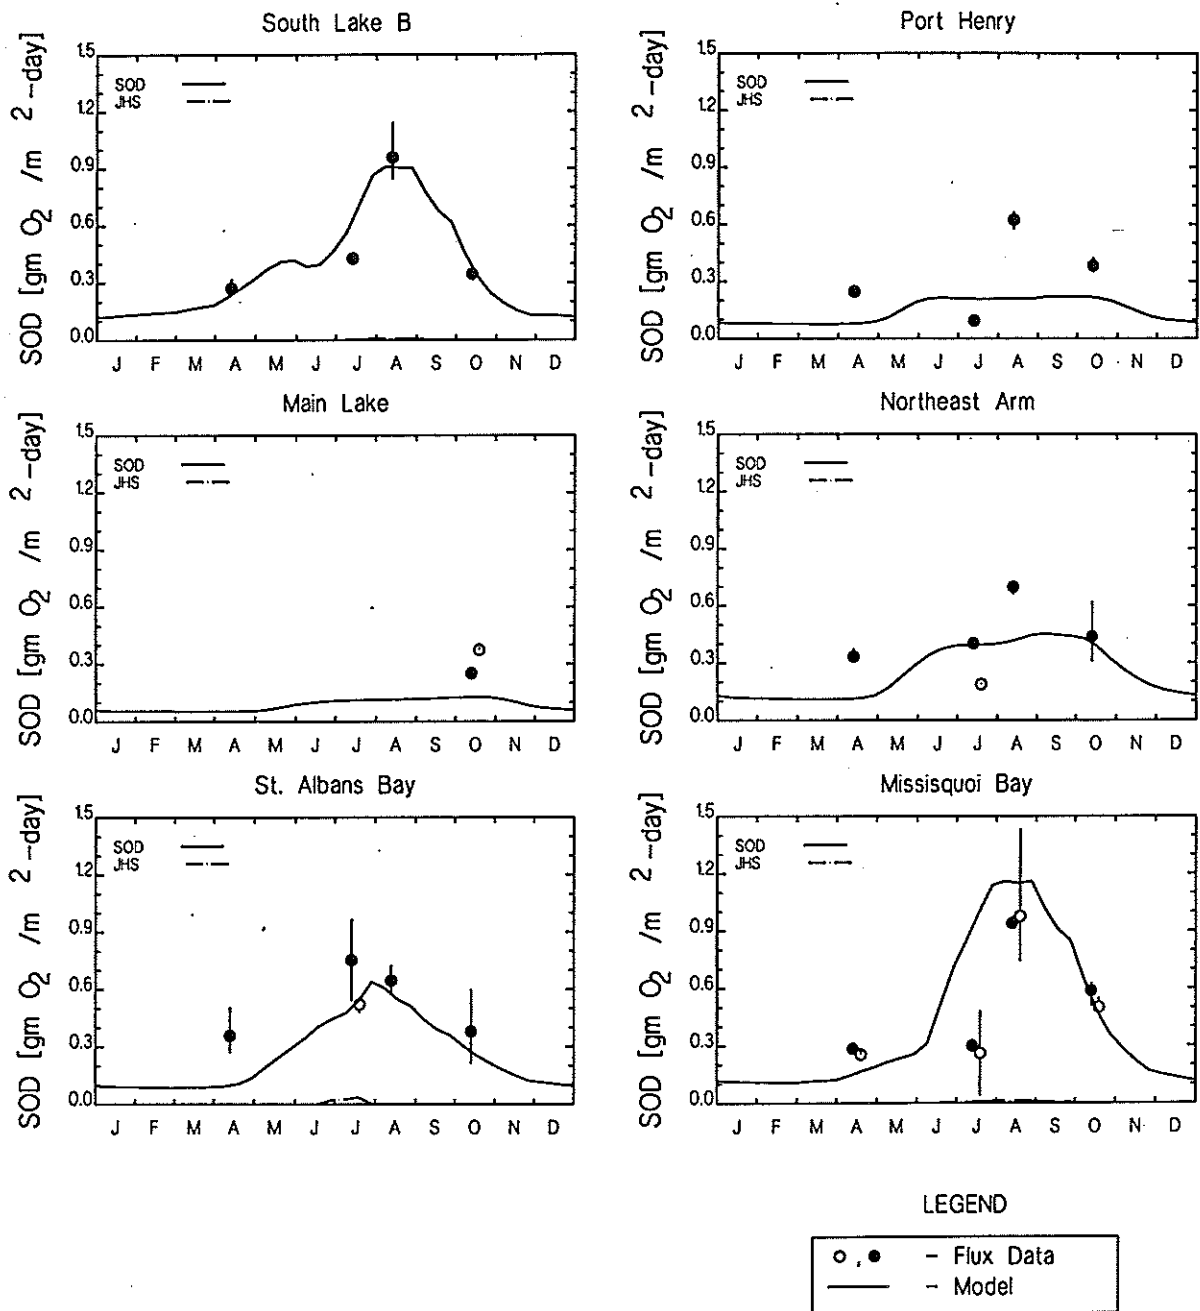 South Lake B
SOD [gm O2 /m 2-day]
1.5
1.2
0.9
0.6
0.3
0.0
SOD
JHS
J F M A M J J A S O N D
Port Henry
SOD [gm O2 /m 2-day]
1.5
1.2
0.9
0.6
0.3
0.0
SOD
JHS
J F M A M J J A S O N D
Main Lake
SOD [gm O2 /m 2-day]
1.5
1.2
0.9
0.6
0.3
0.0
SOD
JHS
J F M A M J J A S O N D
Northeast Arm
SOD [gm O2 /m 2-day]
1.5
1.2
0.9
0.6
0.3
0.0
SOD
JHS
J F M A M J J A S O N D
St. Albans Bay
SOD [gm O2 /m 2-day]
1.5
1.2
0.9
0.6
0.3
0.0
SOD
JHS
J F M A M J J A S O N D
Missisquoi Bay
SOD [gm O2 /m 2-day]
1.5
1.2
0.9
0.6
0.3
0.0
SOD
JHS
J F M A M J J A S O N D
LEGEND
○ , ● - Flux Data
- Model